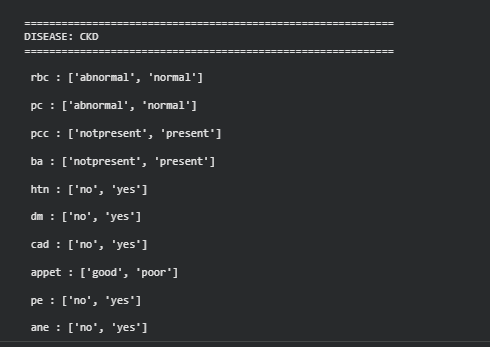 ============================================================
DISEASE: CKD
============================================================
rbc : ['abnormal', 'normal']
pc : ['abnormal', 'normal']
pcc : ['notpresent', 'present']
ba : ['notpresent', 'present']
htn : ['no', 'yes']
dm : ['no', 'yes']
cad : ['no', 'yes']
appet : ['good', 'poor']
pe : ['no', 'yes']
ane : ['no', 'yes']